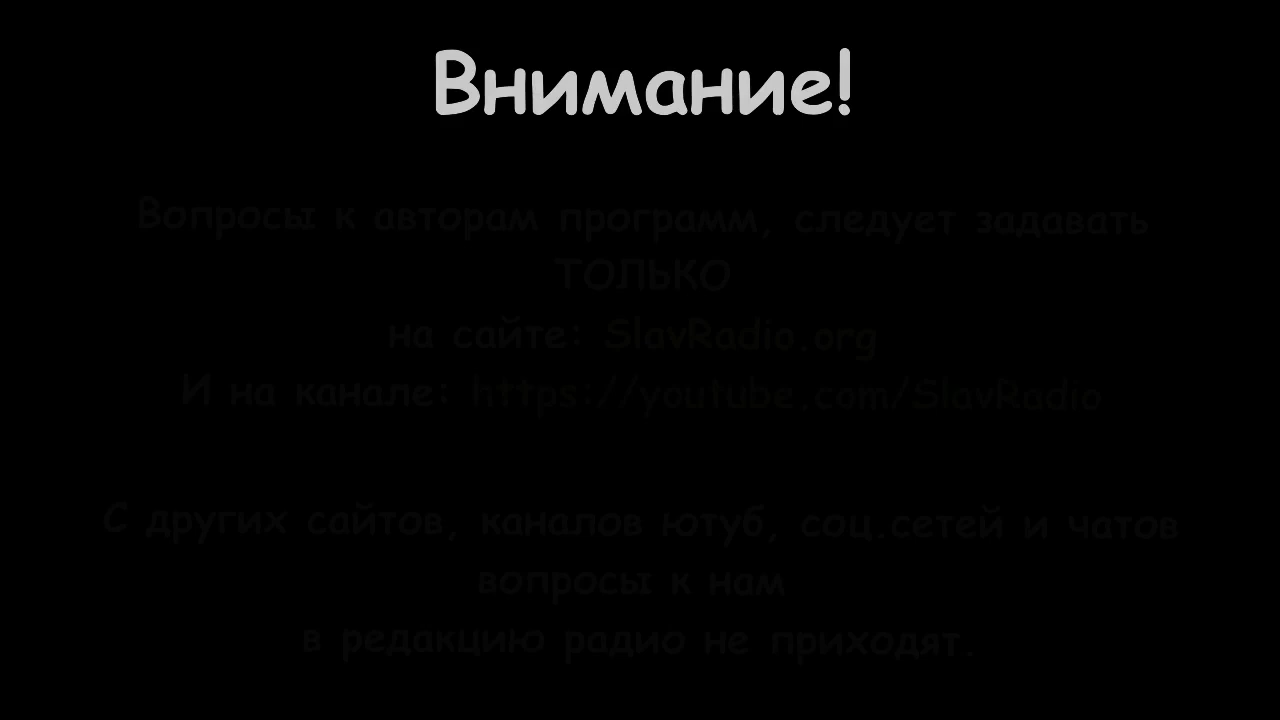 Внимание!
Вопросы к авторам программ, следует задавать
ТОЛЬКО
на сайте: SlavRadio.org
И на канале: https://youtube.com/SlavRadio
С других сайтов, каналов ютуб, соц.сетей и чатов
вопросы к нам
в редакцию радио не приходят.